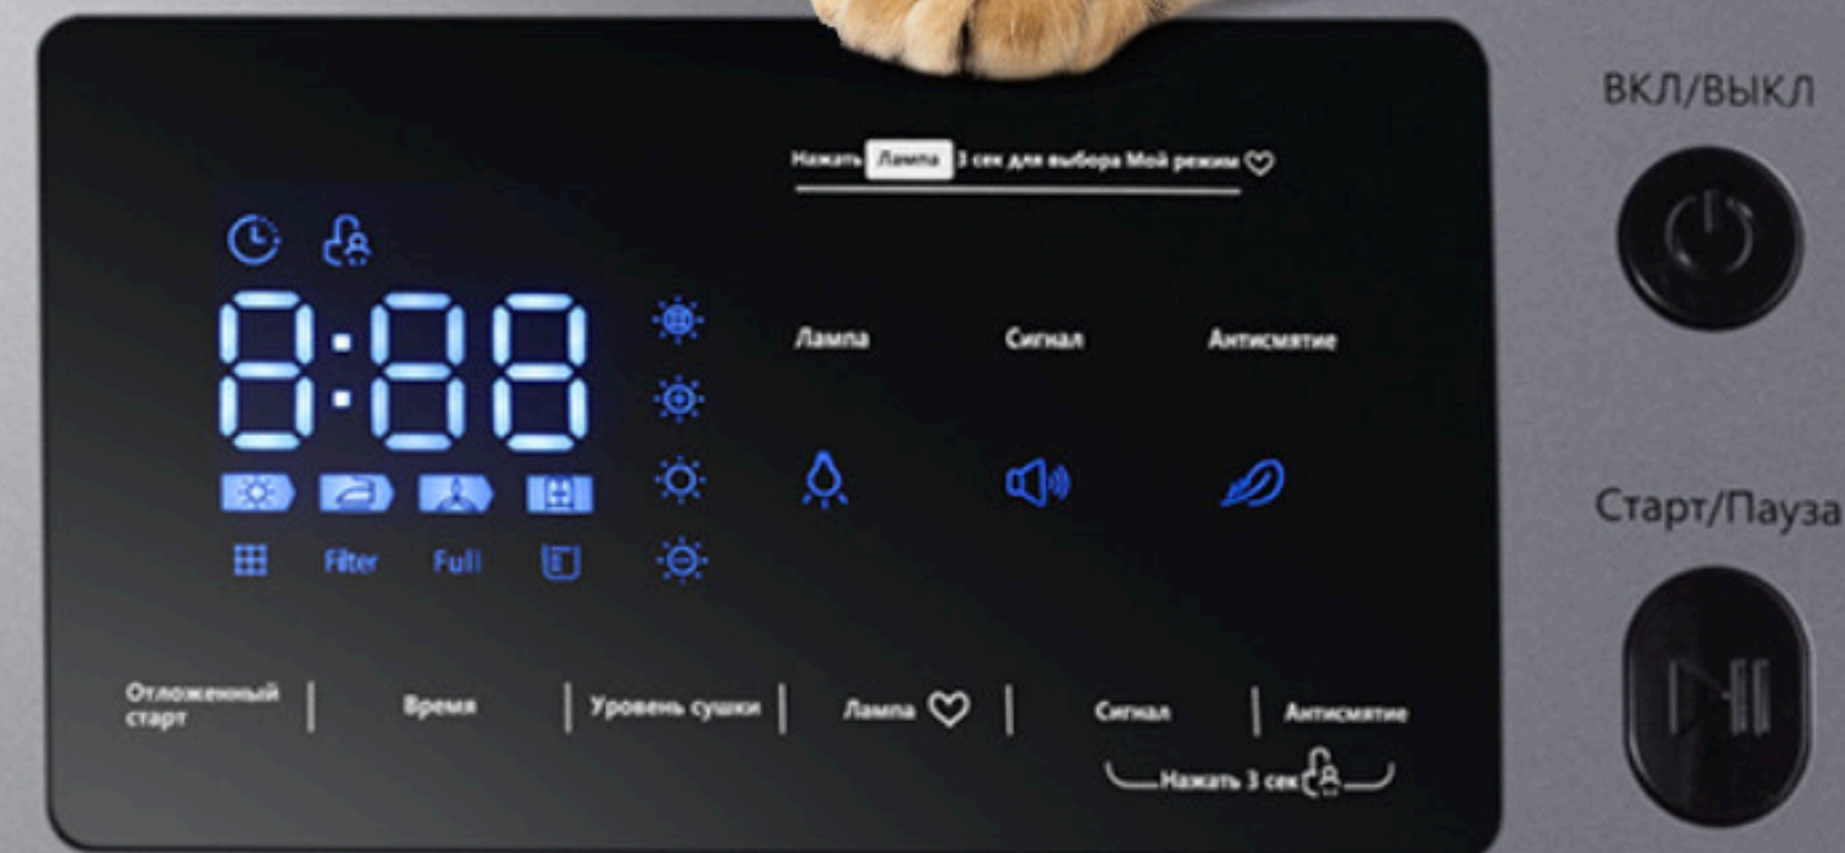 ВКЛ/ВЫКЛ
Нажать Лампа 3 сек для выбора Мой режим
8:88
Лампа Сигнал Антисмятие
Старт/Пауза
Filter Full
Отложенный
старт
Время
Уровень сушки
Лампа
Сигнал
Антисмятие
Нажать 3 сек